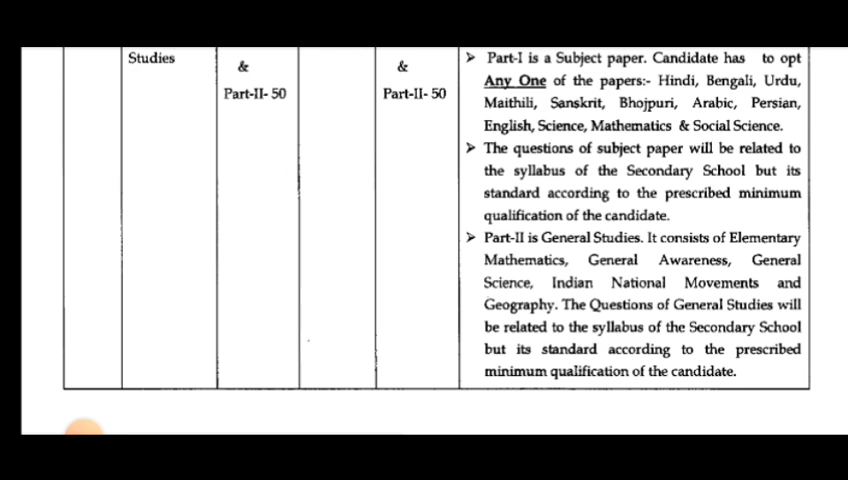 Studies
&
Part-II- 50
&
Part-II- 50
➢ Part-I is a Subject paper. Candidate has to opt
Any One of the papers:- Hindi, Bengali, Urdu,
Maithili, Sanskrit, Bhojpuri, Arabic, Persian,
English, Science, Mathematics & Social Science.
➢ The questions of subject paper will be related to
the syllabus of the Secondary School but its
standard according to the prescribed minimum
qualification of the candidate.
➢ Part-II is General Studies. It consists of Elementary
Mathematics, General Awareness, General
Science, Indian National Movements and
Geography. The Questions of General Studies will
be related to the syllabus of the Secondary School
but its standard according to the prescribed
minimum qualification of the candidate.